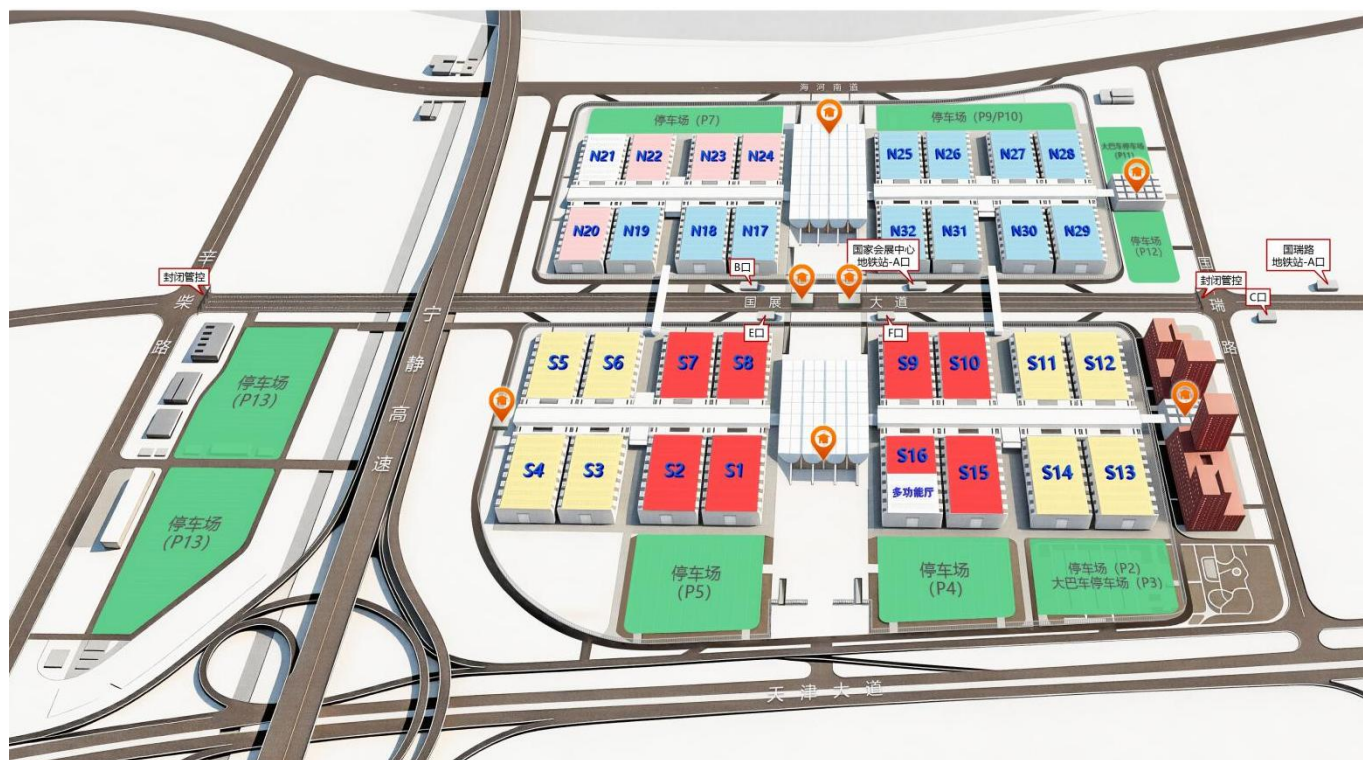 海河南道
停车场（P7）
停车场（P9/P10）
N21
N22
N23
N24
N25
N26
N27
N28
大巴车停车场
(P11)
N20
N19
N18
N17
N32
N31
N30
N29
停车场
(P12)
国家会展中心
地铁站-A口
国瑞路
地铁站-A口
B口
封闭管控
封闭管控
C口
辛柴路
国展大道
国瑞路
宁静高速
E口
F口
S5
S6
S7
S8
S9
S10
S11
S12
停车场
(P13)
S4
S3
S2
S1
S16
多功能厅
S15
S14
S13
停车场
(P13)
停车场
(P5)
停车场
(P4)
停车场（P2）
大巴车停车场（P3）
天津大道